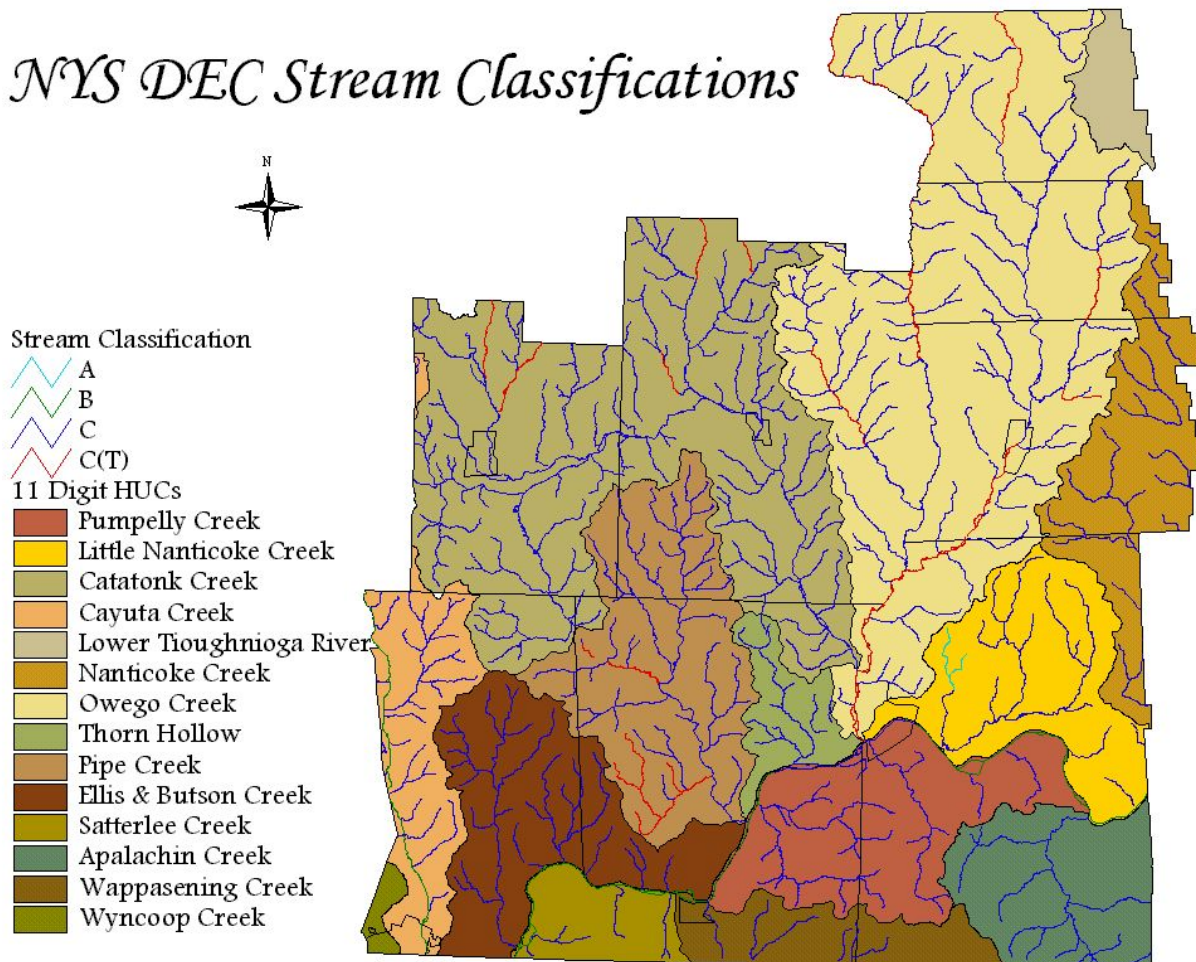 NYS DEC Stream Classifications
N
Stream Classification
A
B
C
C(T)
11 Digit HUCs
Pumpelly Creek
Little Nanticoke Creek
Catatonk Creek
Cayuta Creek
Lower Tioughnioga River
Nanticoke Creek
Owego Creek
Thorn Hollow
Pipe Creek
Ellis & Butson Creek
Satterlee Creek
Apalachin Creek
Wappasening Creek
Wyncoop Creek